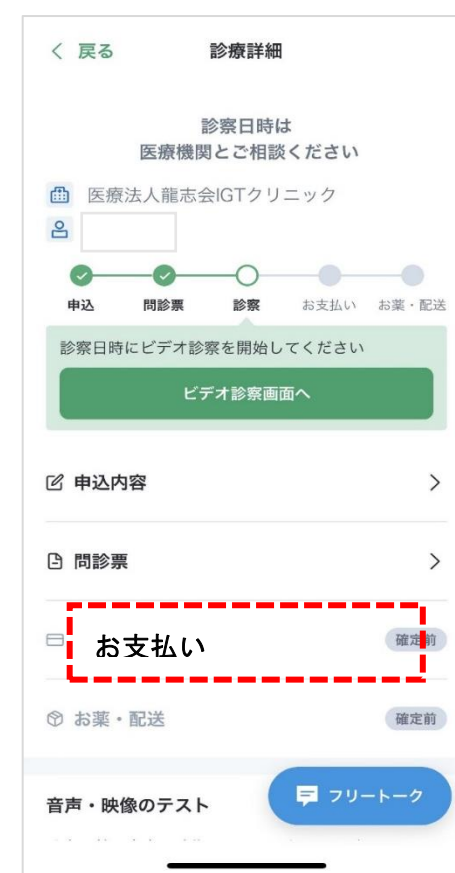 戻る
診療詳細
診察日時は
医療機関とご相談ください
医療法人龍志会IGTクリニック
申込 問診票 診察 お支払い お薬・配送
診察日時にビデオ診察を開始してください
ビデオ診察画面へ
申込内容
問診票
お支払い 確定前
お薬・配送 確定前
音声・映像のテスト
フリートーク